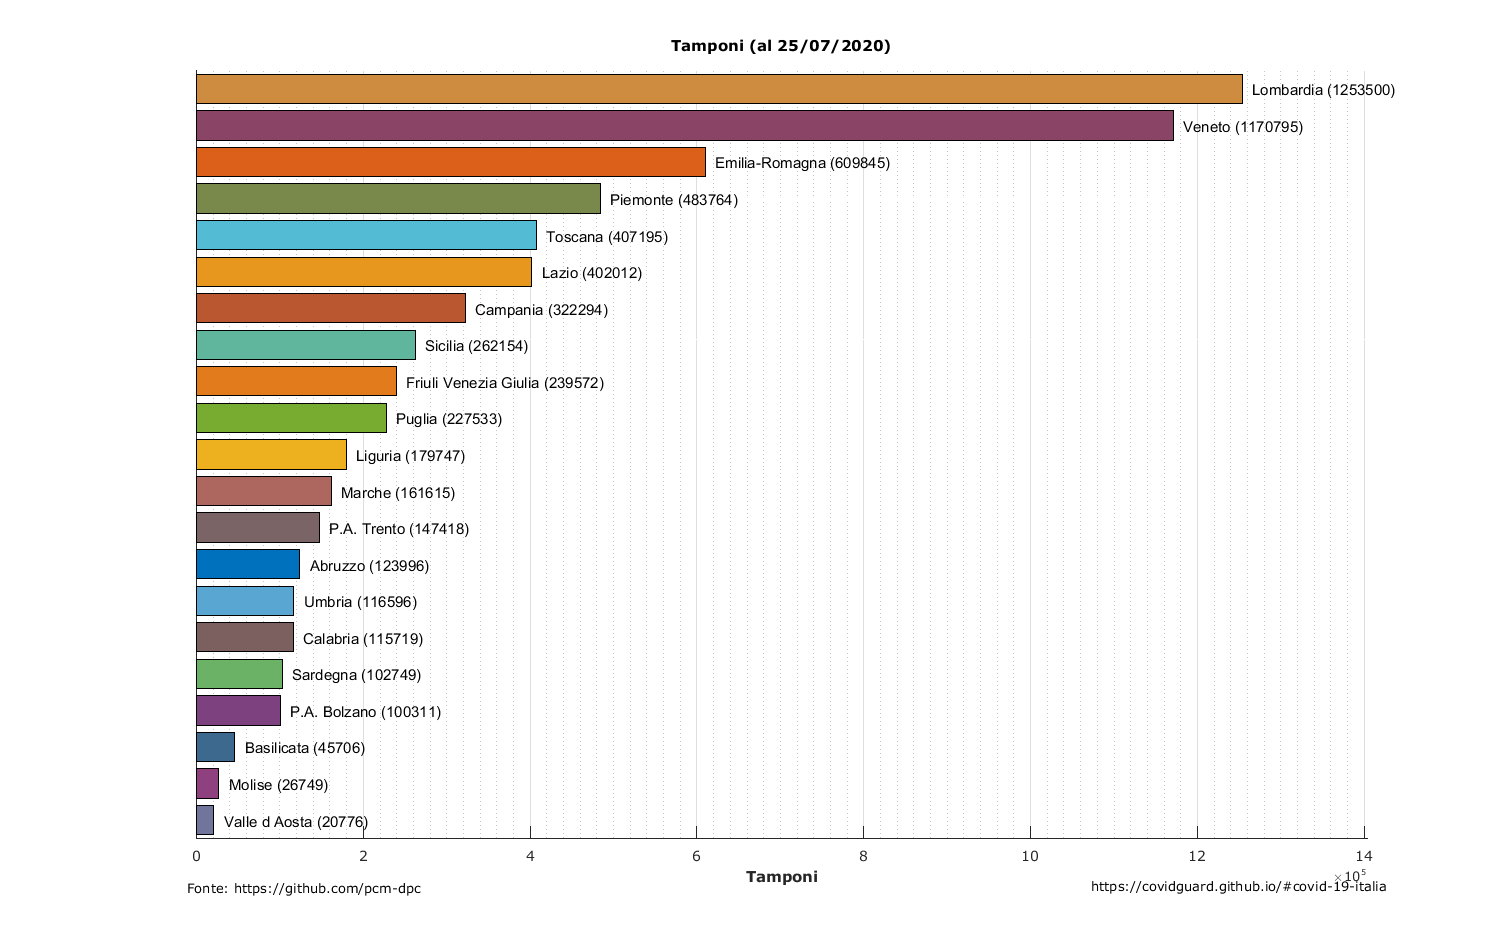 Tamponi (al 25/07/2020)
Lombardia (1253500)
Veneto (1170795)
Emilia-Romagna (609845)
Piemonte (483764)
Toscana (407195)
Lazio (402012)
Campania (322294)
Sicilia (262154)
Friuli Venezia Giulia (239572)
Puglia (227533)
Liguria (179747)
Marche (161615)
P.A. Trento (147418)
Abruzzo (123996)
Umbria (116596)
Calabria (115719)
Sardegna (102749)
P.A. Bolzano (100311)
Basilicata (45706)
Molise (26749)
Valle d Aosta (20776)
0 2 4 6 8 10 12 14
×10⁵
Tamponi
Fonte: https://github.com/pcm-dpc
https://covidguard.github.io/#covid-19-italia